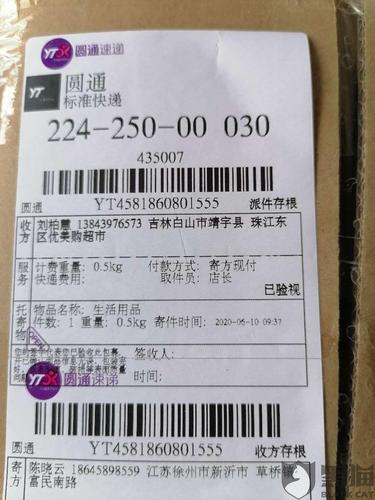 YTO 圆通速递
YT 圆通
标准快递
224-250-00 030
435007
圆通 YT4581860801555 派件存根
收方 刘柏慧 13843976573 吉林白山市靖宇县 珠江东
区优美购超市
服务 计费重量: 0.5kg 付款方式: 寄方现付
快递费用: 取件员: 店长
已验视
托寄物 物品名称: 生活用品
件数: 1 重量: 0.5kg 寄件时间: 2020-06-10 09:37
签收人:
时间:
OPEN
YTO 圆通速递
圆通 YT4581860801555 收方存根
寄方 陈晓云 18645898559 江苏徐州市新沂市 草桥镇
富民南路
黑猫
BLACK CAT